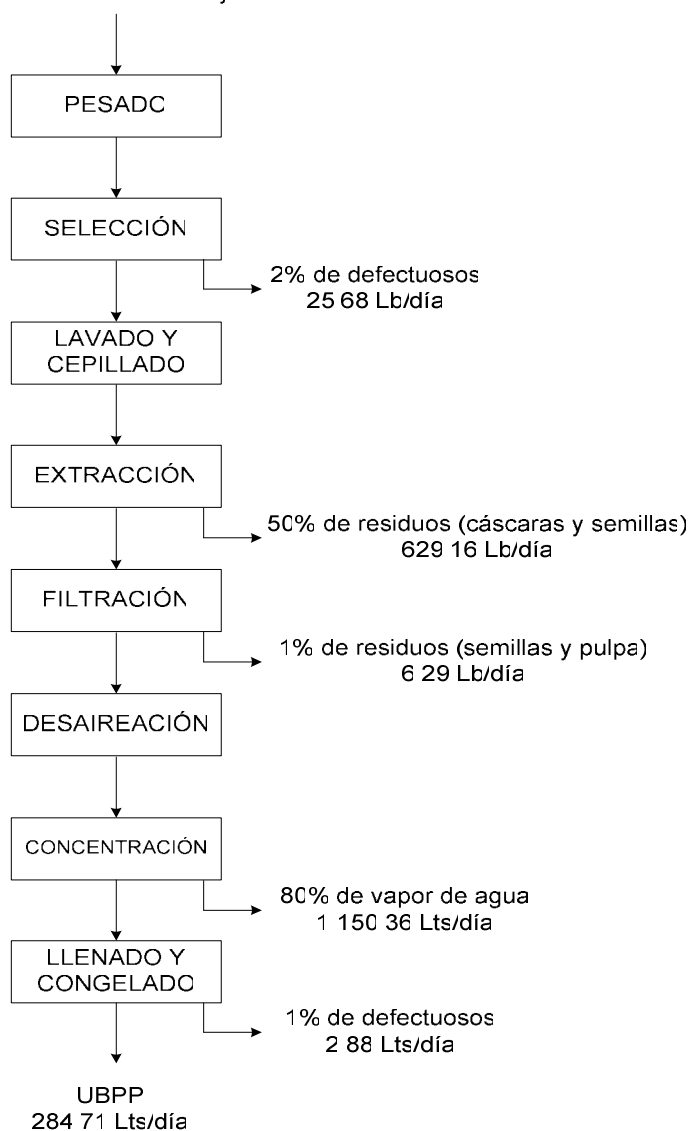 PESADO
SELECCIÓN
2% de defectuosos
25 68 Lb/día
LAVADO Y
CEPILLADO
EXTRACCIÓN
50% de residuos (cáscaras y semillas)
629 16 Lb/día
FILTRACIÓN
1% de residuos (semillas y pulpa)
6 29 Lb/día
DESAIREACIÓN
CONCENTRACIÓN
80% de vapor de agua
1 150 36 Lts/día
LLENADO Y
CONGELADO
1% de defectuosos
2 88 Lts/día
UBPP
284 71 Lts/día